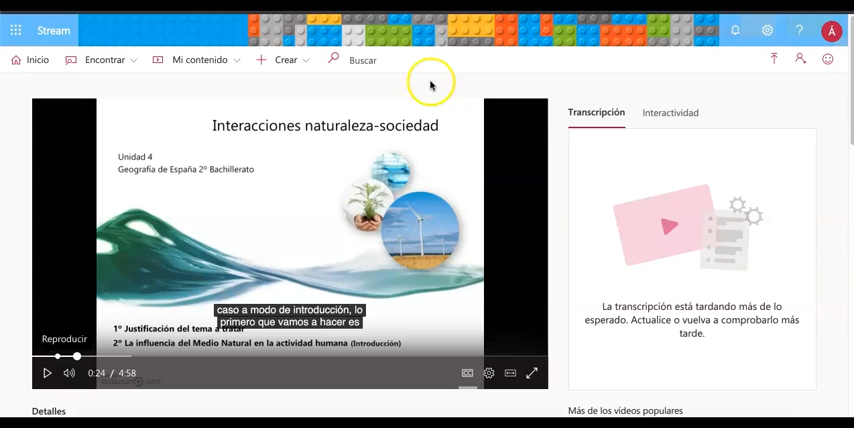 Stream
?
Á
Inicio
Encontrar
Mi contenido
Crear
Buscar
Interacciones naturaleza-sociedad
Unidad 4
Geografía de España 2º Bachillerato
caso a modo de introducción, lo
primero que vamos a hacer es
1º Justificación del tema a tratar
2º La influencia del Medio Natural en la actividad humana (Introducción)
Reproducir
0:24 / 4:58
CC
Transcripción
Interactividad
La transcripción está tardando más de lo
esperado. Actualice o vuelva a comprobarlo más
tarde.
Detalles
Más de los vídeos populares